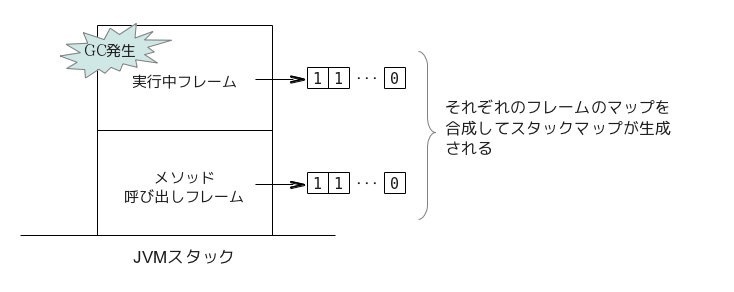 GC発生
実行中フレーム
1 1 ･･･ 0
それぞれのフレームのマップを
合成してスタックマップが生成
される
メソッド
呼び出しフレーム
1 1 ･･･ 0
JVMスタック